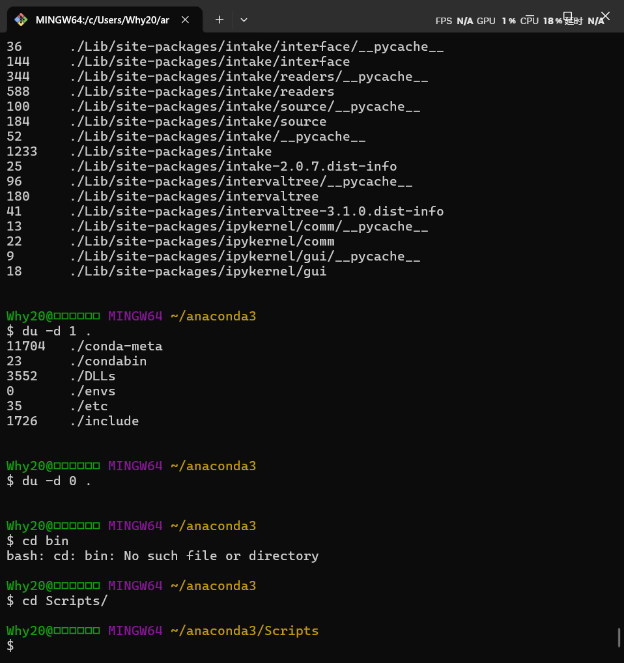 MINGW64:/c/Users/Why20/ar
FPS N/A GPU 1 % CPU 18 % 延时 N/A
36 ./Lib/site-packages/intake/interface/__pycache__
144 ./Lib/site-packages/intake/interface
344 ./Lib/site-packages/intake/readers/__pycache__
588 ./Lib/site-packages/intake/readers
100 ./Lib/site-packages/intake/source/__pycache__
184 ./Lib/site-packages/intake/source
52 ./Lib/site-packages/intake/__pycache__
1233 ./Lib/site-packages/intake
25 ./Lib/site-packages/intake-2.0.7.dist-info
96 ./Lib/site-packages/intervaltree/__pycache__
180 ./Lib/site-packages/intervaltree
41 ./Lib/site-packages/intervaltree-3.1.0.dist-info
13 ./Lib/site-packages/ipykernel/comm/__pycache__
22 ./Lib/site-packages/ipykernel/comm
9 ./Lib/site-packages/ipykernel/gui/__pycache__
18 ./Lib/site-packages/ipykernel/gui
Why20@□□□□□□ MINGW64 ~/anaconda3
$ du -d 1 .
11704 ./conda-meta
23 ./condabin
3552 ./DLLs
0 ./envs
35 ./etc
1726 ./include
Why20@□□□□□□ MINGW64 ~/anaconda3
$ du -d 0 .
Why20@□□□□□□ MINGW64 ~/anaconda3
$ cd bin
bash: cd: bin: No such file or directory
Why20@□□□□□□ MINGW64 ~/anaconda3
$ cd Scripts/
Why20@□□□□□□ MINGW64 ~/anaconda3/Scripts
$